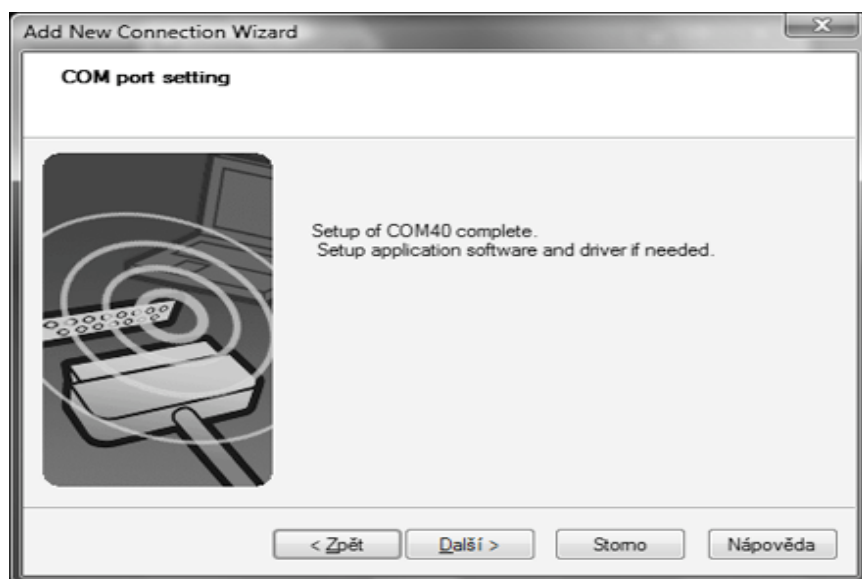 Add New Connection Wizard
COM port setting
Setup of COM40 complete.
Setup application software and driver if needed.
< Zpět Další > Storno Nápověda